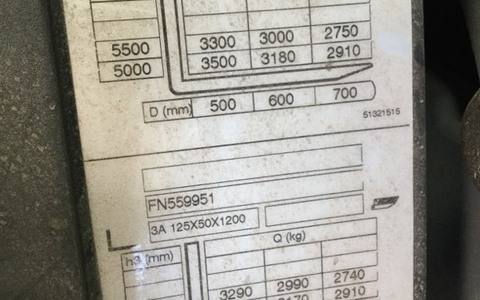 5500 3300 3000 2750
5000 3500 3180 2910
D (mm) 500 600 700
51321515
FN559951
3A 125X50X1200
h3 (mm) Q (kg)
3290 2990 2740
3170 2910